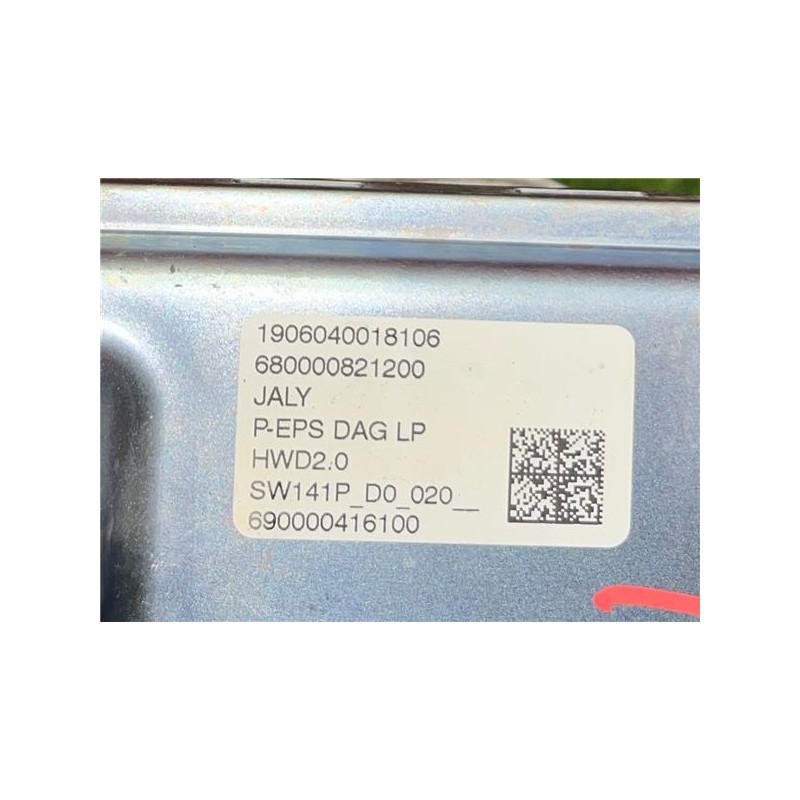 1906040018106
680000821200
JALY
P-EPS DAG LP
HWD2.0
SW141P_D0_020__
690000416100